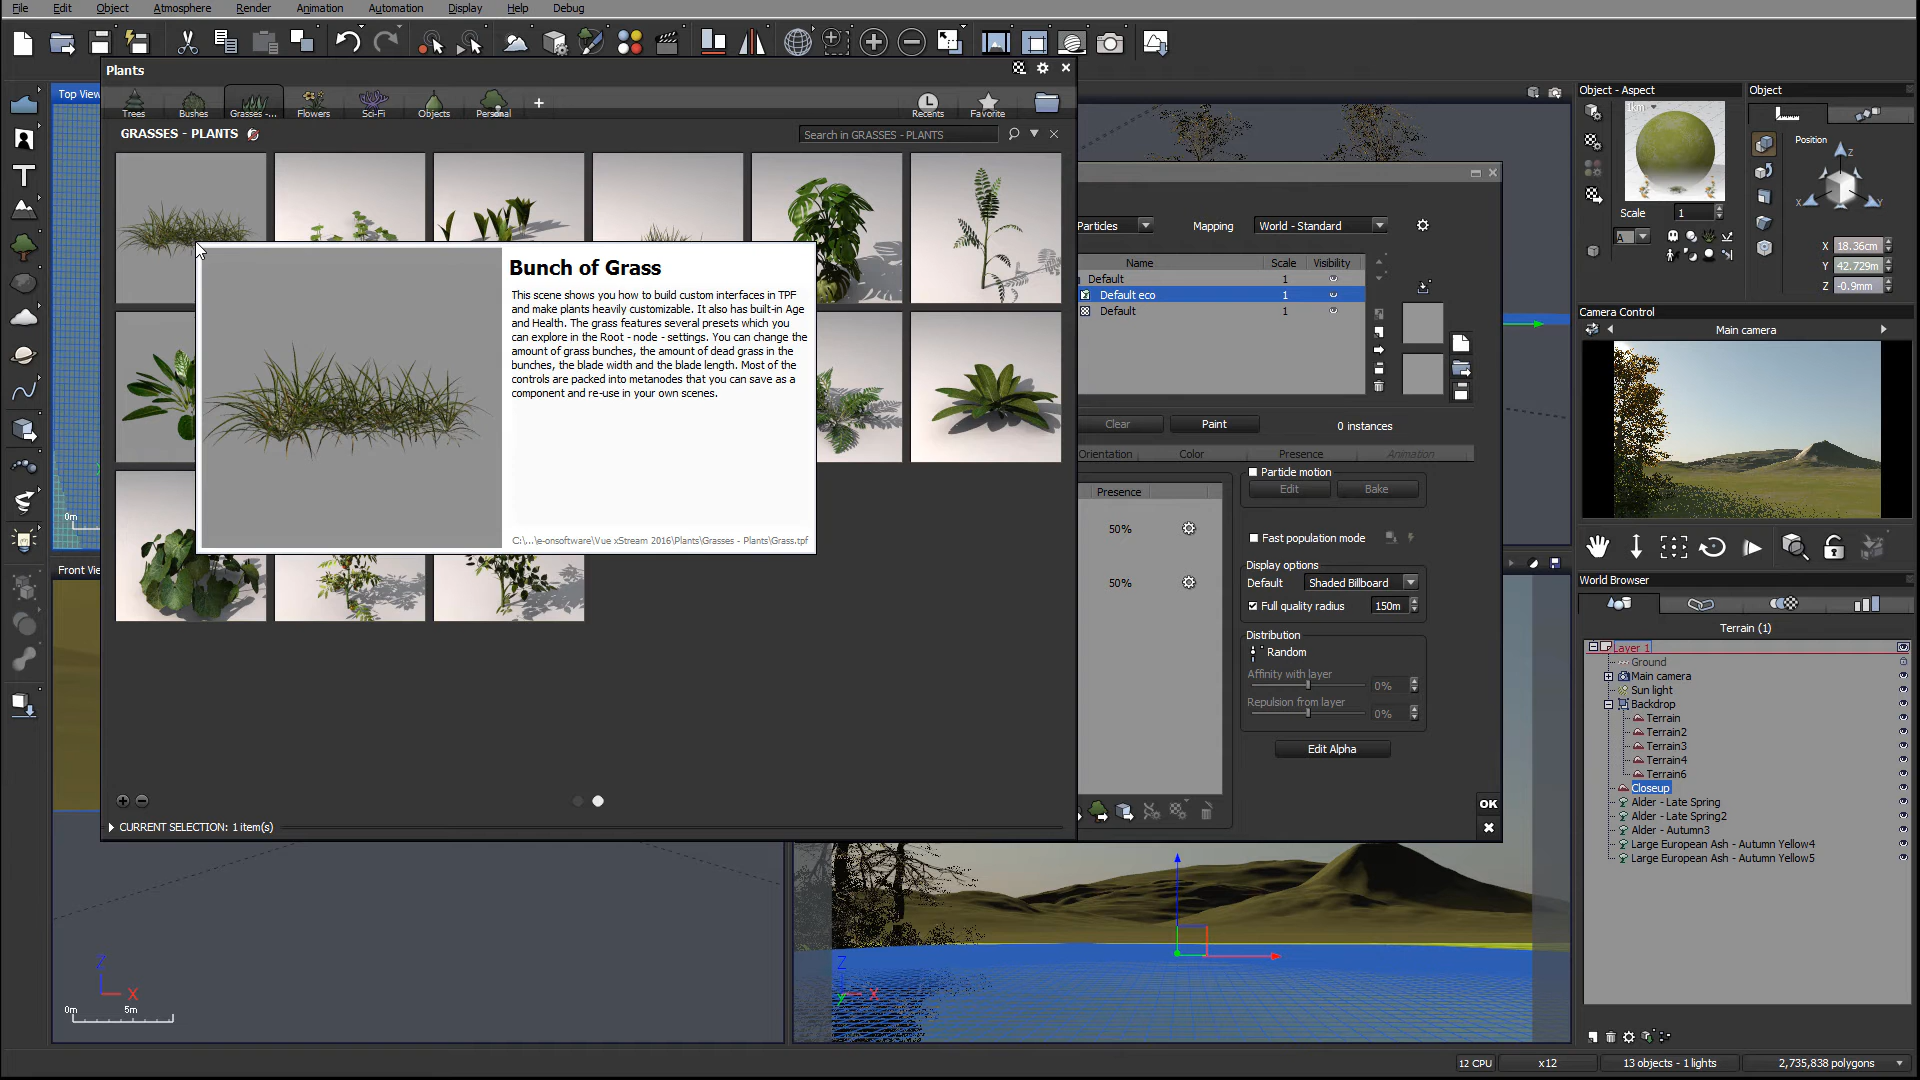 File Edit Object Atmosphere Render Animation Automation Display Help Debug
Plants
Top View
Trees Bushes Grasses -... Flowers Sci-Fi Objects Personal Recents Favorite
GRASSES - PLANTS
Search in GRASSES - PLANTS
Bunch of Grass
This scene shows you how to build custom interfaces in TPF
and make plants heavily customizable. It also has built-in Age
and Health. The grass features several presets which you
can explore in the Root - node - settings. You can change the
amount of grass bunches, the amount of dead grass in the
bunches, the blade width and the blade length. Most of the
controls are packed into metanodes that you can save as a
component and re-use in your own scenes.
C:\...\e-onsoftware\Vue xStream 2016\Plants\Grasses - Plants\Grass.tpf
0m
Front Vie
CURRENT SELECTION: 1 item(s)
Z
X
0m 5m
Particles Mapping World - Standard
Name Scale Visibility
Default 1
Default eco 1
Default 1
Clear Paint 0 instances
Orientation Color Presence Animation
Presence
50%
50%
Particle motion
Edit Bake
Fast population mode
Display options
Default Shaded Billboard
Full quality radius 150m
Distribution
Random
Affinity with layer
0%
Repulsion from layer
0%
Edit Alpha
OK
Z
Y X
Object - Aspect
1km
Scale 1
A
Object
Position
Z
X Y
X 18.36cm
Y 42.729m
Z -0.9mm
Camera Control
Main camera
World Browser
Terrain (1)
Layer 1
Ground
Main camera
Sun light
Backdrop
Terrain
Terrain2
Terrain3
Terrain4
Terrain6
Closeup
Alder - Late Spring
Alder - Late Spring2
Alder - Autumn3
Large European Ash - Autumn Yellow4
Large European Ash - Autumn Yellow5
12 CPU x12 13 objects - 1 lights 2,735,838 polygons